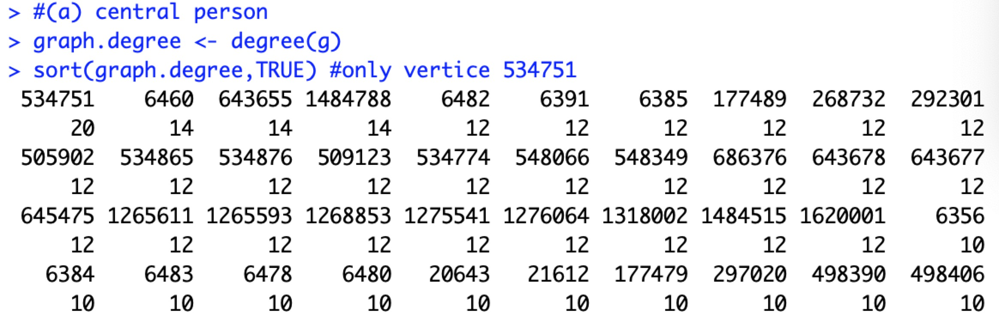 > #(a) central person
> graph.degree <- degree(g)
> sort(graph.degree,TRUE) #only vertice 534751
534751 6460 643655 1484788 6482 6391 6385 177489 268732 292301
20 14 14 14 12 12 12 12 12 12
505902 534865 534876 509123 534774 548066 548349 686376 643678 643677
12 12 12 12 12 12 12 12 12 12
645475 1265611 1265593 1268853 1275541 1276064 1318002 1484515 1620001 6356
12 12 12 12 12 12 12 12 12 10
6384 6483 6478 6480 20643 21612 177479 297020 498390 498406
10 10 10 10 10 10 10 10 10 10